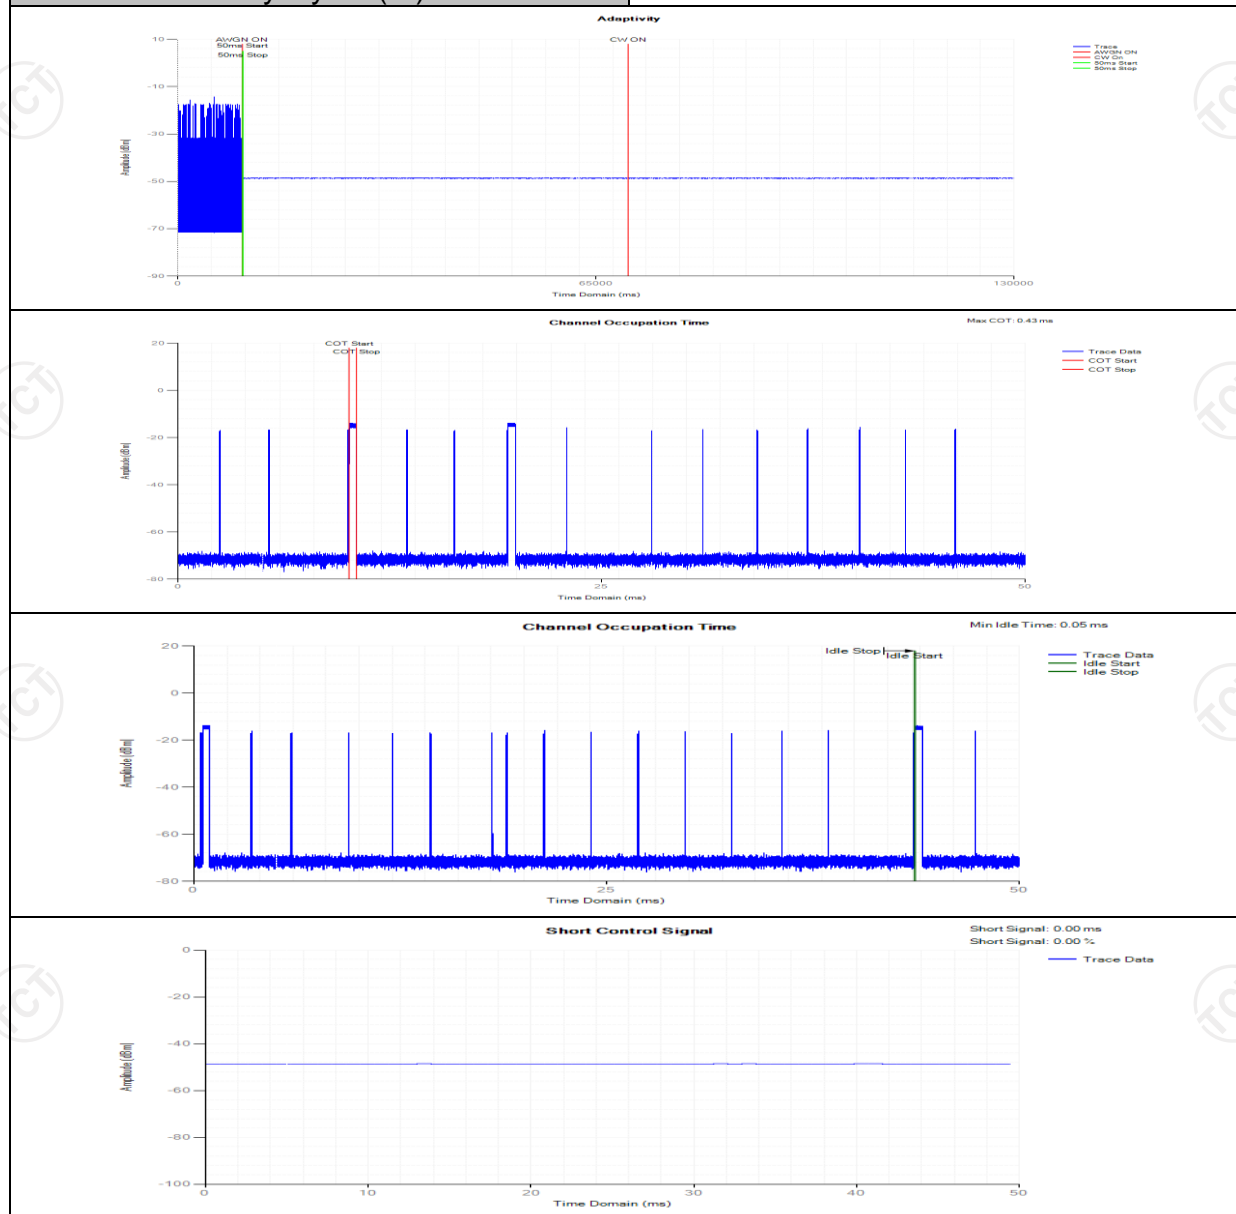 Adaptivity
10
-10
-30
-50
-70
-90
Amplitude (dBm)
AWGN ON
50ms Start
50ms Stop
CW ON
Trace
AWGN ON
CW On
50ms Start
50ms Stop
0
65000
130000
Time Domain (ms)
Channel Occupation Time
Max COT: 0.43 ms
20
0
-20
-40
-60
-80
Amplitude (dBm)
COT Start
COT Stop
Trace Data
COT Start
COT Stop
0
25
50
Time Domain (ms)
Channel Occupation Time
Min Idle Time: 0.05 ms
20
0
-20
-40
-60
-80
Amplitude (dBm)
Idle Stop
Idle Start
Trace Data
Idle Start
Idle Stop
0
25
50
Time Domain (ms)
Short Control Signal
Short Signal: 0.00 ms
Short Signal: 0.00 %
0
-20
-40
-60
-80
-100
Amplitude (dBm)
Trace Data
0
10
20
30
40
50
Time Domain (ms)
TCT
TCT
TCT
TCT